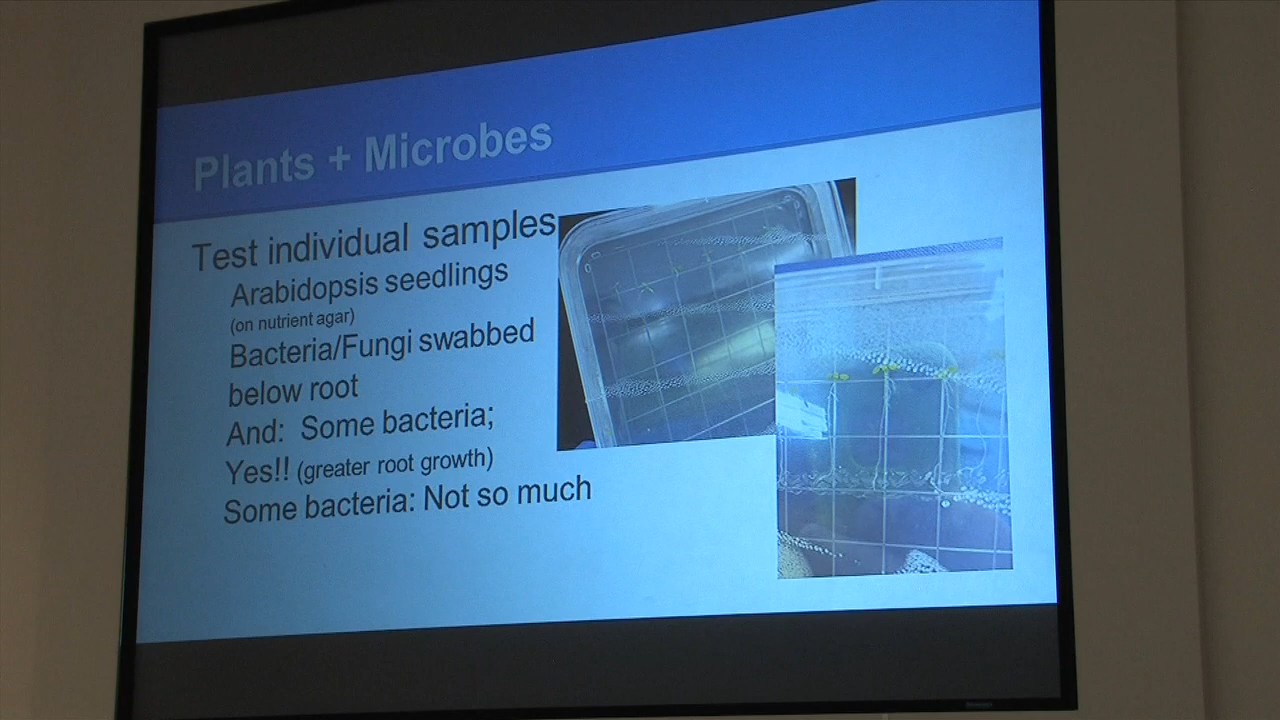 Plants + Microbes
Test individual samples
Arabidopsis seedlings
(on nutrient agar)
Bacteria/Fungi swabbed
below root
And: Some bacteria;
Yes!! (greater root growth)
Some bacteria: Not so much